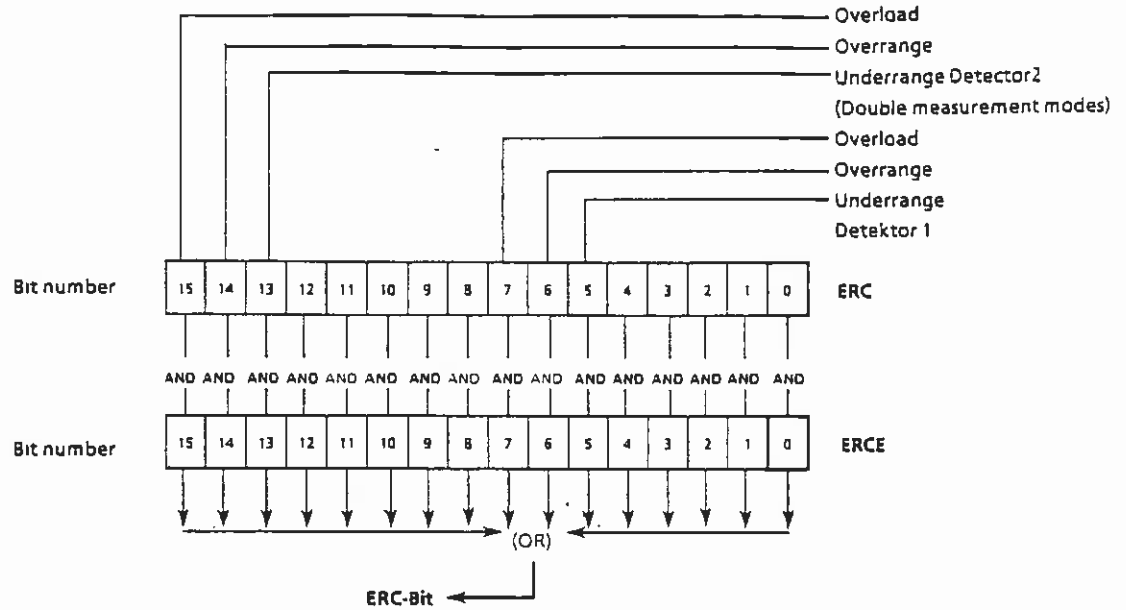 Overload
Overrange
Underrange Detector2
(Double measurement modes)
Overload
Overrange
Underrange
Detektor 1
Bit number 15 14 13 12 11 10 9 8 7 6 5 4 3 2 1 0 ERC
AND AND AND AND AND AND AND AND AND AND AND AND AND AND AND AND
Bit number 15 14 13 12 11 10 9 8 7 6 5 4 3 2 1 0 ERCE
(OR)
ERC-Bit